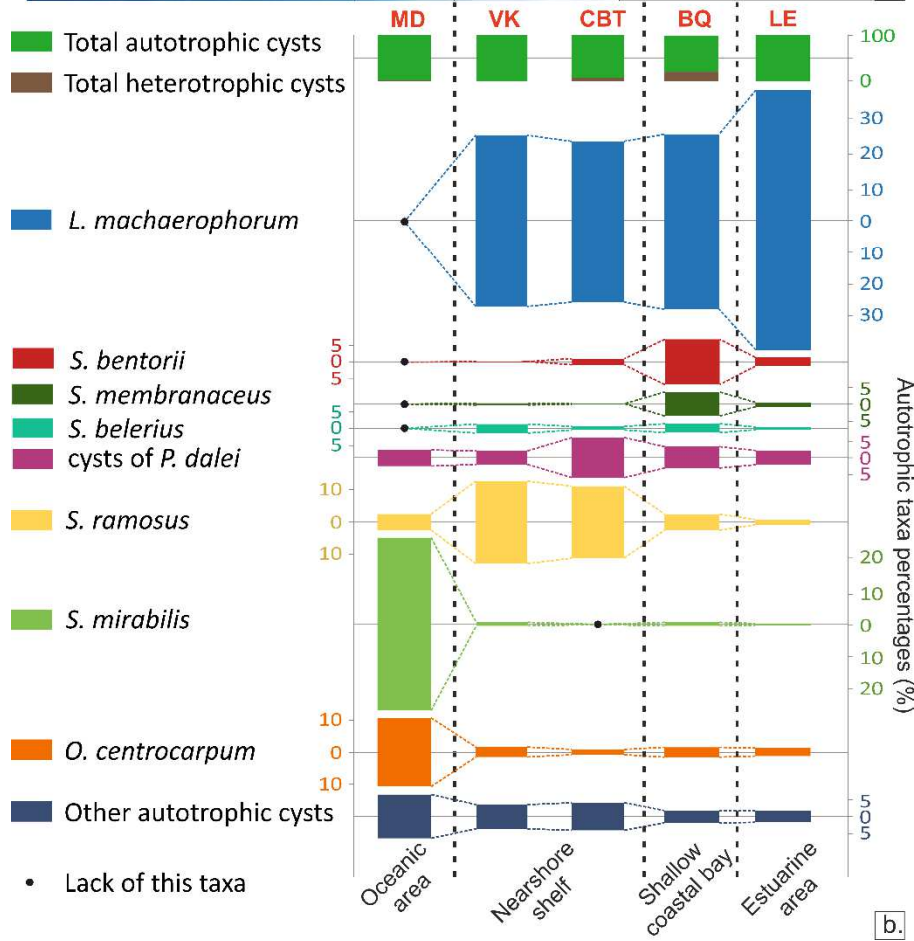 MD VK CBT BQ LE
Total autotrophic cysts
100
Total heterotrophic cysts
0
30
20
10
L. machaerophorum
0
10
20
30
5
S. bentorii
0
5
S. membranaceus
5
0
5
S. belerius
5
0
5
cysts of P. dalei
5
0
5
10
S. ramosus
0
10
20
10
S. mirabilis
0
10
20
10
O. centrocarpum
0
10
Other autotrophic cysts
5
0
5
Autotrophic taxa percentages (%)
Lack of this taxa
Oceanic
area
Nearshore
shelf
Shallow
coastal bay
Estuarine
area
b.